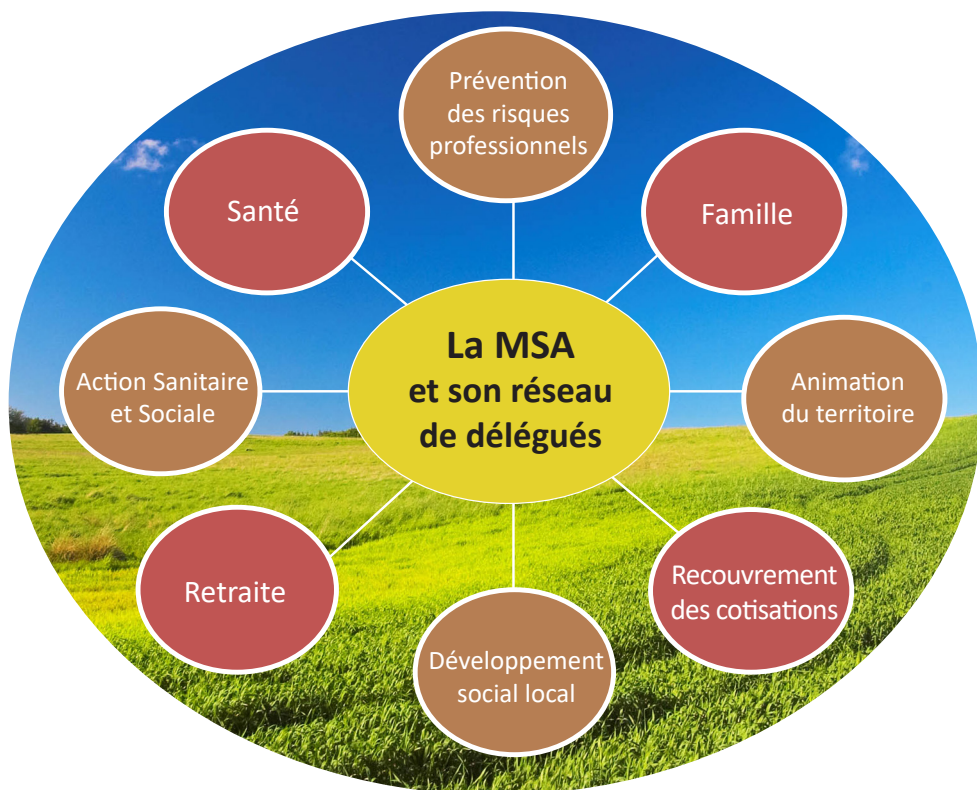 Prévention
des risques
professionnels
Santé
Famille
La MSA
et son réseau
de délégués
Action Sanitaire
et Sociale
Animation
du territoire
Retraite
Recouvrement
des cotisations
Développement
social local